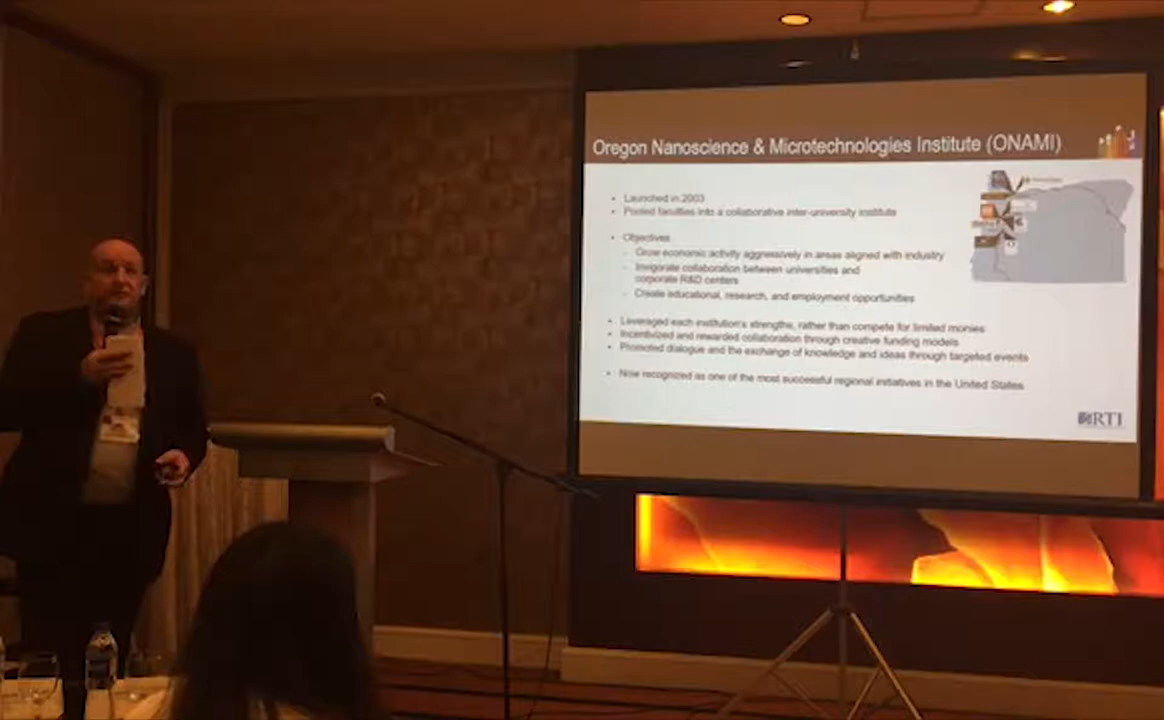 Oregon Nanoscience & Microtechnologies Institute (ONAMI)
• Launched in 2003
• Pooled faculties into a collaborative inter-university institute
• Objectives
- Grow economic activity aggressively in areas aligned with industry
- Invigorate collaboration between universities and
corporate R&D centers
- Create educational, research, and employment opportunities
• Leveraged each institution's strengths, rather than compete for limited monies
• Incentivized and rewarded collaboration through creative funding models
• Promoted dialogue and the exchange of knowledge and ideas through targeted events
• Now recognized as one of the most successful regional initiatives in the United States
RTI